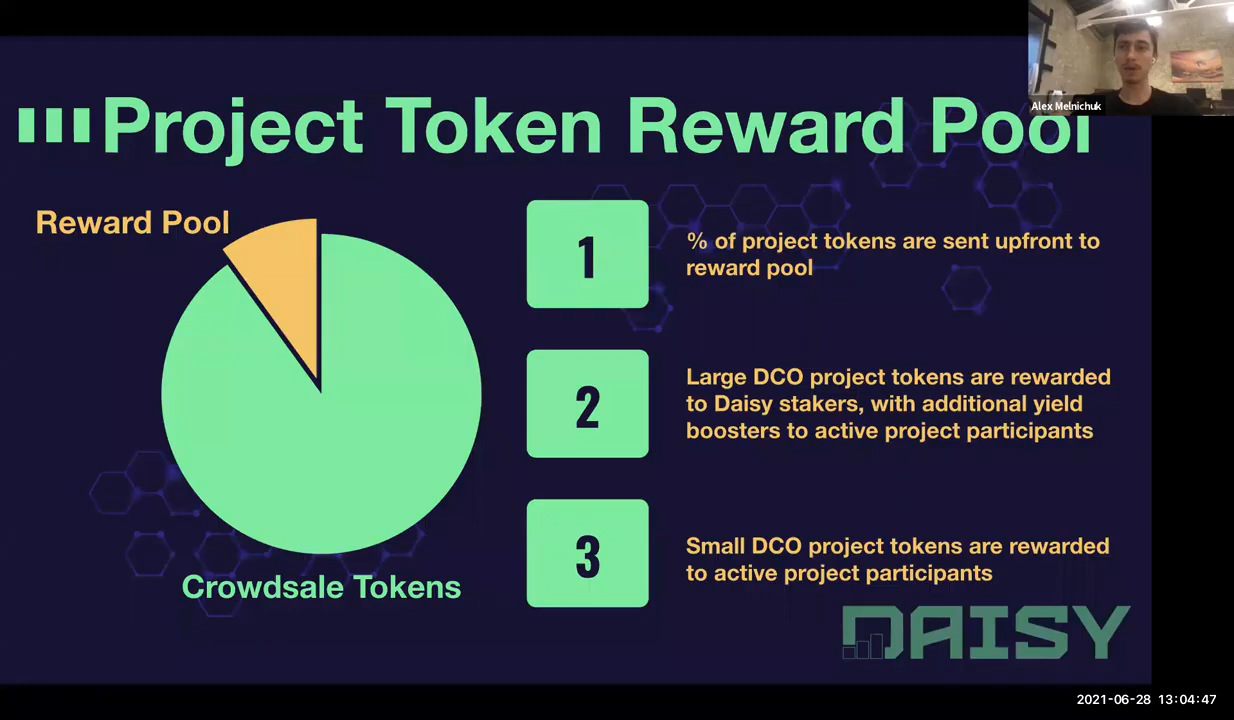 Alex Melnichuk
Project Token Reward Pool
Reward Pool
Crowdsale Tokens
1
% of project tokens are sent upfront to
reward pool
2
Large DCO project tokens are rewarded
to Daisy stakers, with additional yield
boosters to active project participants
3
Small DCO project tokens are rewarded
to active project participants
DAISY
2021-06-28 13:04:47